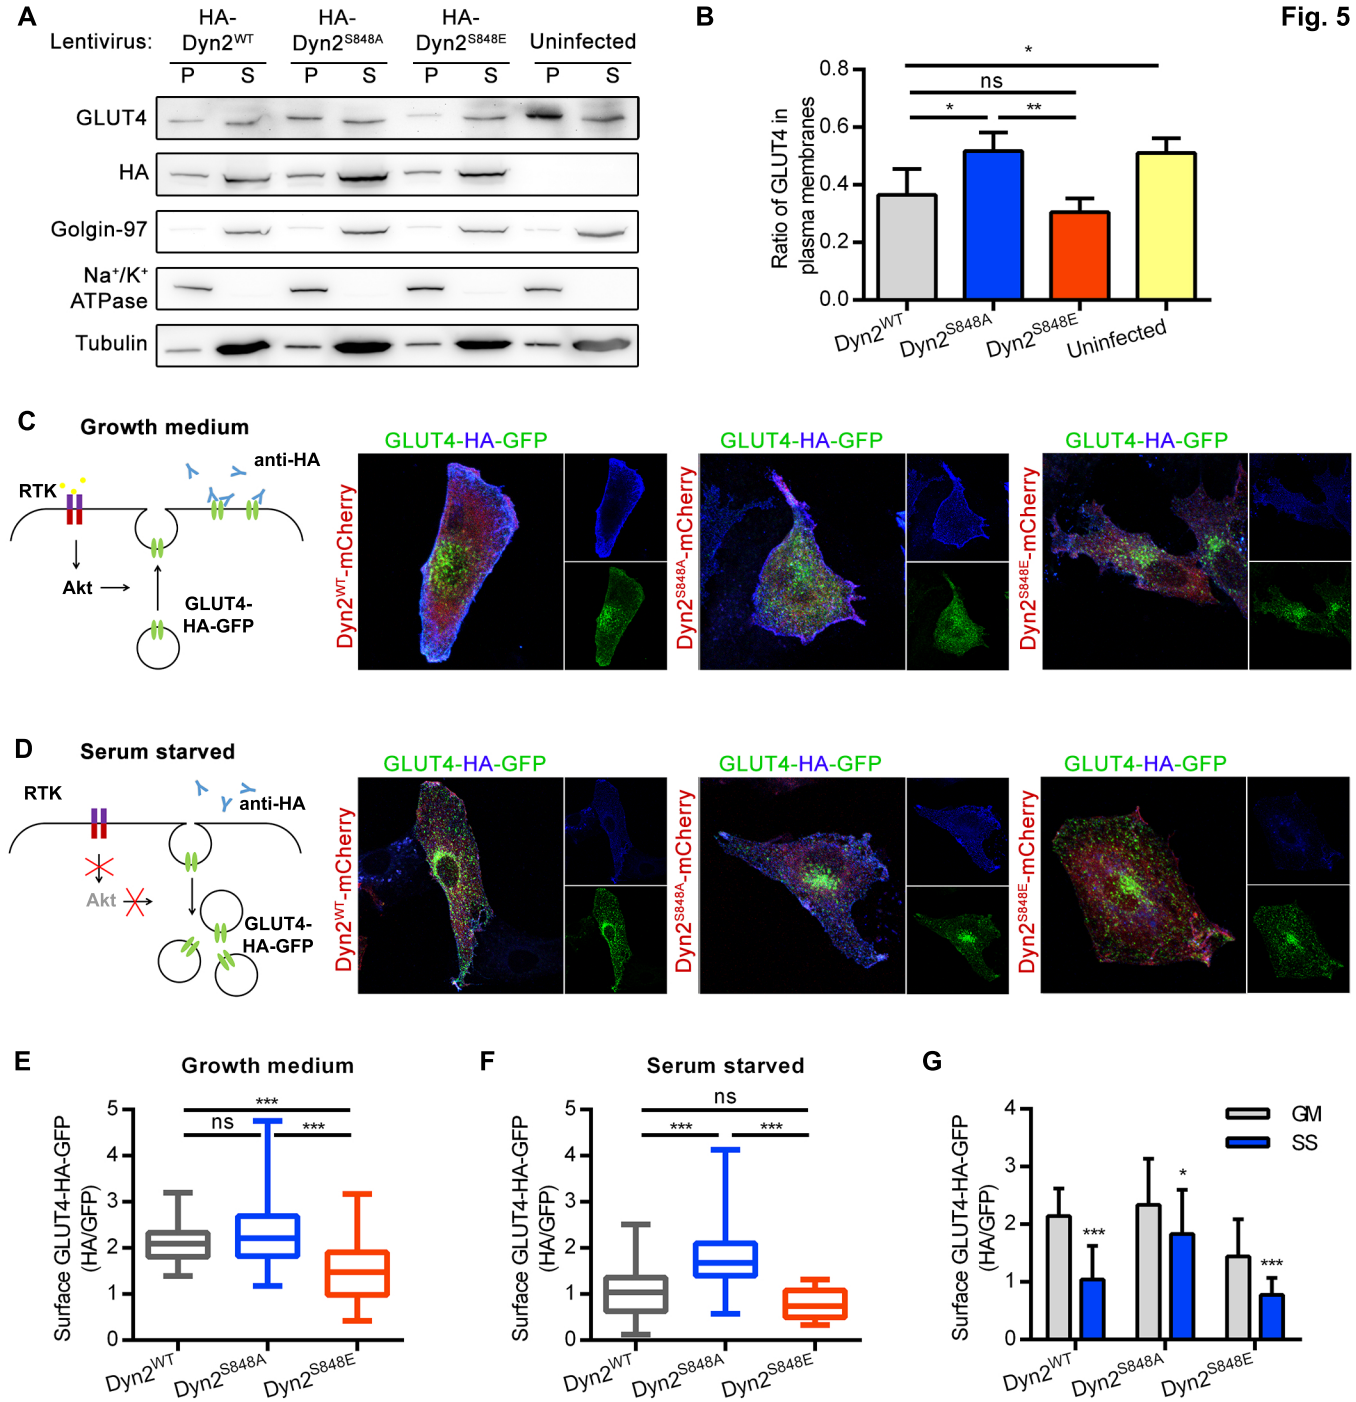 A
B
Fig. 5
HA-
Dyn2WT
HA-
Dyn2S848A
HA-
Dyn2S848E
Lentivirus:
Uninfected
P S P S P S P S
GLUT4
HA
Golgin-97
Na+/K+
ATPase
Tubulin
Ratio of GLUT4 in
plasma membranes
0.8
0.6
0.4
0.2
0.0
*
ns
* **
Dyn2WT
Dyn2S848A
Dyn2S848E
Uninfected
C
Growth medium
RTK
anti-HA
Akt
GLUT4-
HA-GFP
GLUT4-HA-GFP
Dyn2WT-mCherry
GLUT4-HA-GFP
Dyn2S848A-mCherry
GLUT4-HA-GFP
Dyn2S848E-mCherry
D
Serum starved
RTK
anti-HA
Akt
GLUT4-
HA-GFP
GLUT4-HA-GFP
Dyn2WT-mCherry
GLUT4-HA-GFP
Dyn2S848A-mCherry
GLUT4-HA-GFP
Dyn2S848E-mCherry
E
Growth medium
Surface GLUT4-HA-GFP
(HA/GFP)
5
4
3
2
1
0
***
ns ***
Dyn2WT
Dyn2S848A
Dyn2S848E
F
Serum starved
Surface GLUT4-HA-GFP
(HA/GFP)
5
4
3
2
1
0
ns
*** ***
Dyn2WT
Dyn2S848A
Dyn2S848E
G
Surface GLUT4-HA-GFP
(HA/GFP)
4
3
2
1
0
GM
SS
***
*
***
Dyn2WT
Dyn2S848A
Dyn2S848E